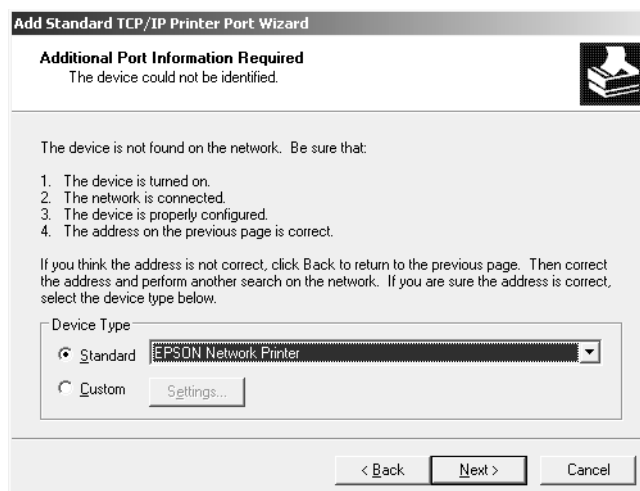 Add Standard TCP/IP Printer Port Wizard
Additional Port Information Required
The device could not be identified.
The device is not found on the network.  Be sure that:
1.  The device is turned on.
2.  The network is connected.
3.  The device is properly configured.
4.  The address on the previous page is correct.
If you think the address is not correct, click Back to return to the previous page.  Then correct
the address and perform another search on the network.  If you are sure the address is correct,
select the device type below.
Device Type
Standard EPSON Network Printer
Custom Settings...
< Back Next > Cancel